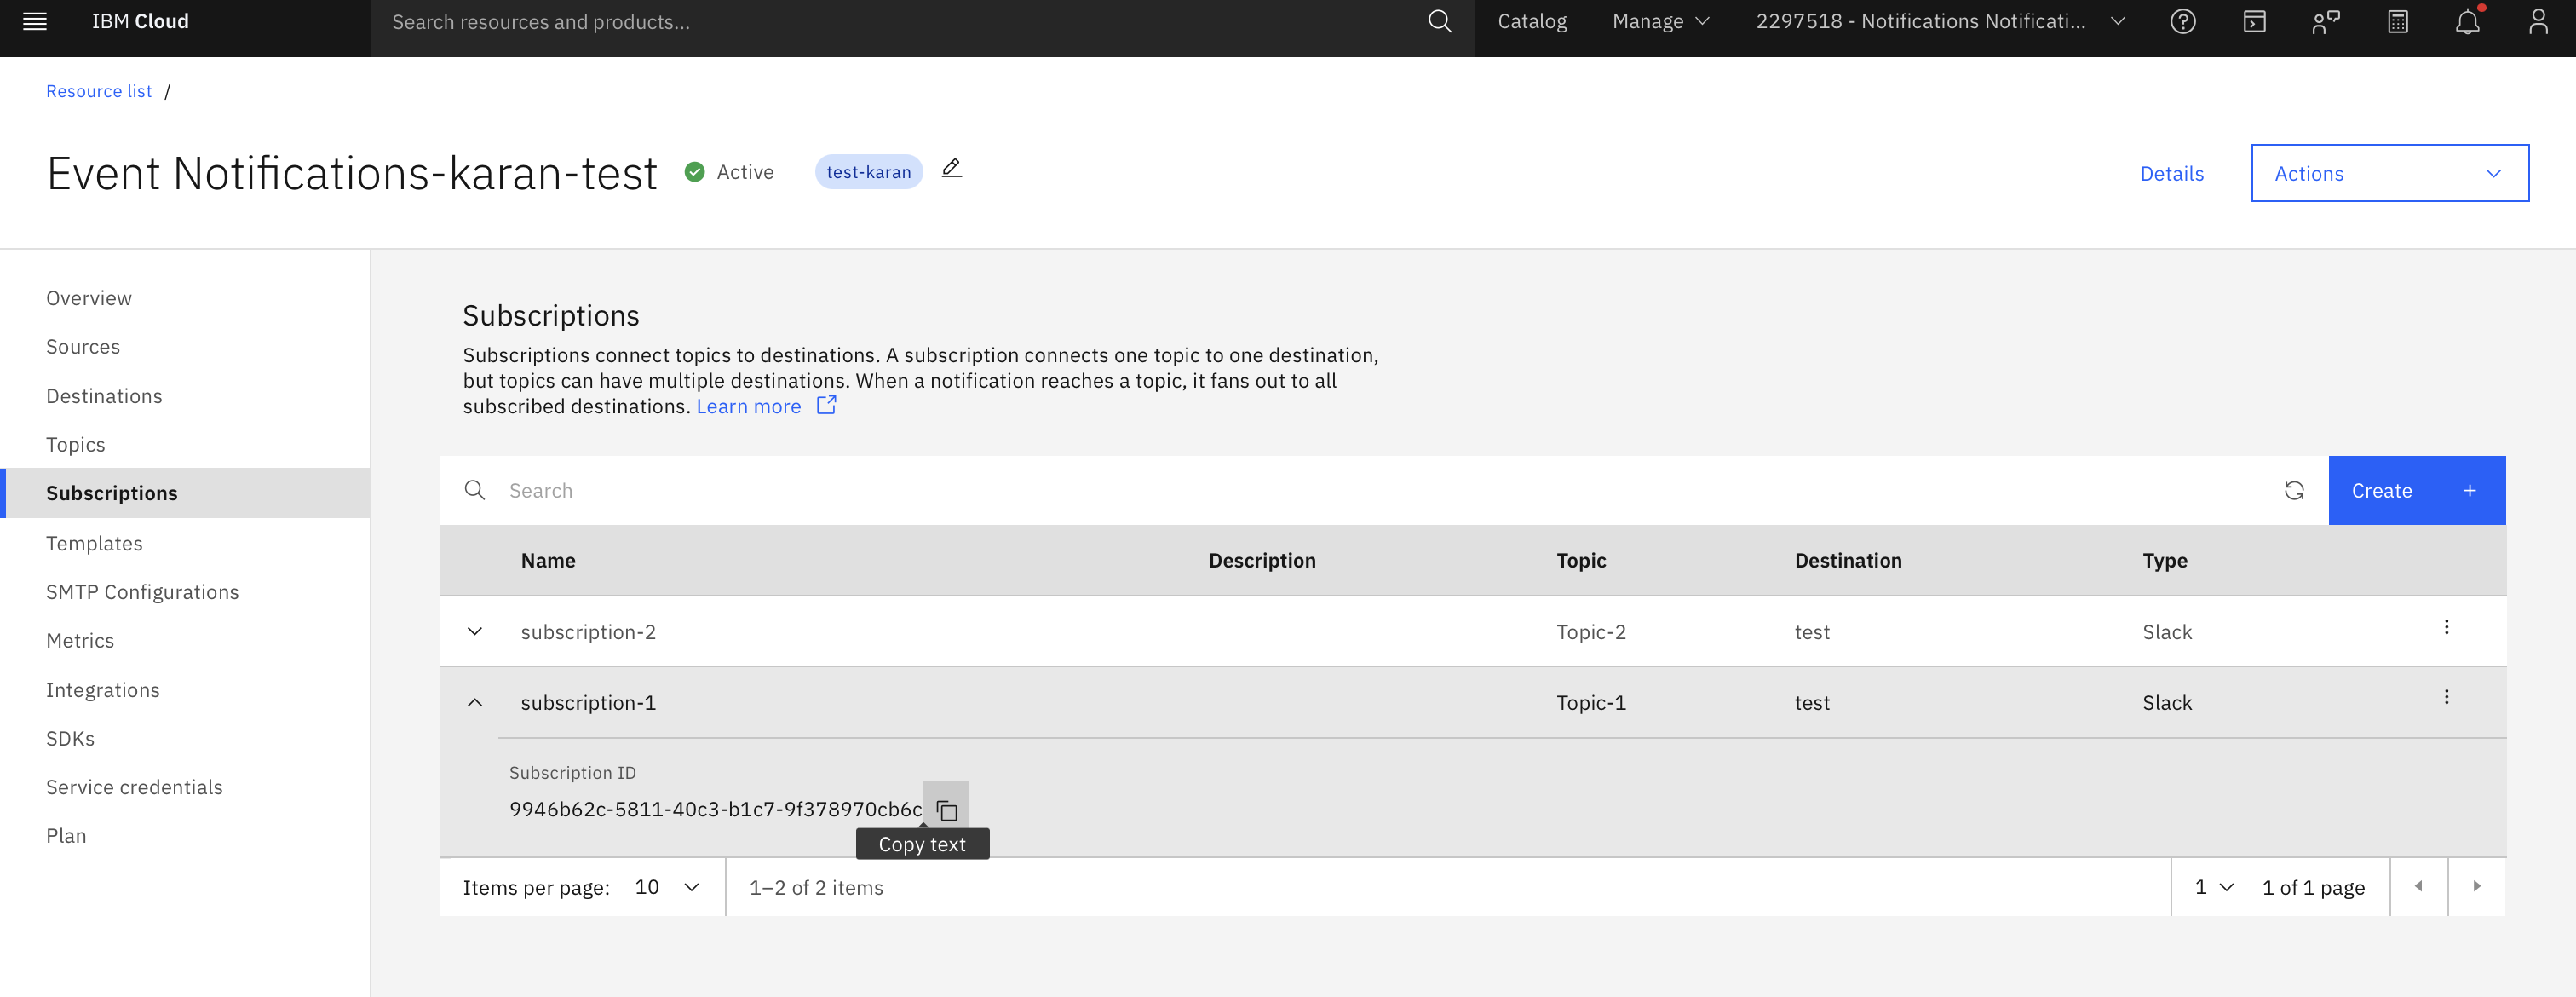 IBM Cloud
Search resources and products...
Catalog
Manage
2297518 - Notifications Notificati...
Resource list /
Event Notifications-karan-test
Active
test-karan
Details
Actions
Overview
Sources
Destinations
Topics
Subscriptions
Templates
SMTP Configurations
Metrics
Integrations
SDKs
Service credentials
Plan
Subscriptions
Subscriptions connect topics to destinations. A subscription connects one topic to one destination,
but topics can have multiple destinations. When a notification reaches a topic, it fans out to all
subscribed destinations. Learn more
Search
Create +
Name Description Topic Destination Type
subscription-2 Topic-2 test Slack
subscription-1 Topic-1 test Slack
Subscription ID
9946b62c-5811-40c3-b1c7-9f378970cb6c
Copy text
Items per page: 10
1–2 of 2 items
1
1 of 1 page